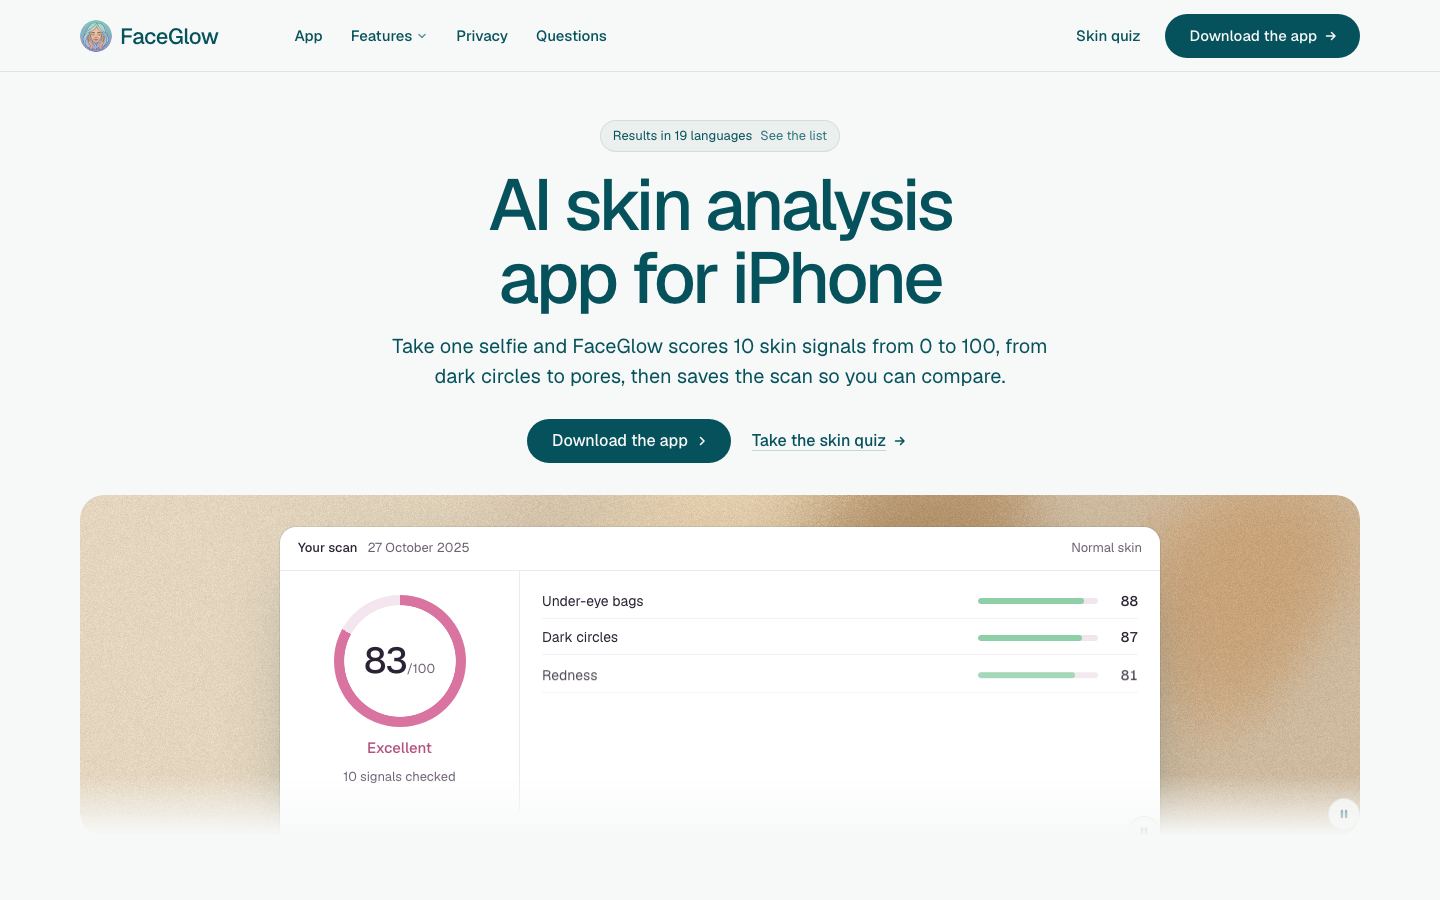 FaceGlow
App
Features
Privacy
Questions
Skin quiz
Download the app →
Results in 19 languages See the list
AI skin analysis
app for iPhone
Take one selfie and FaceGlow scores 10 skin signals from 0 to 100, from
dark circles to pores, then saves the scan so you can compare.
Download the app ›
Take the skin quiz →
Your scan 27 October 2025
Normal skin
83/100
Excellent
10 signals checked
Under-eye bags 88
Dark circles 87
Redness 81